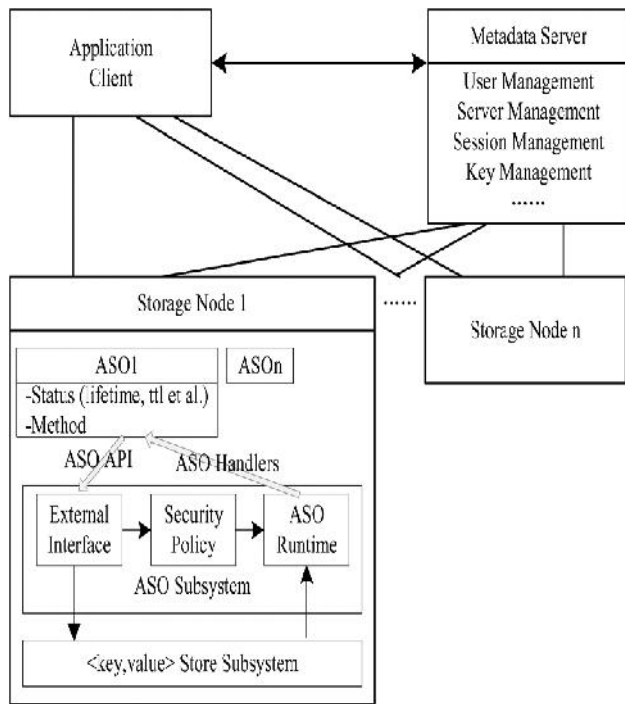 Application
Client
Metadata Server
User Management
Server Management
Session Management
Key Management
......
Storage Node 1
......
Storage Node n
ASO1
ASOn
-Status (lifetime, ttl et al.)
-Method
ASO API
ASO Handlers
External
Interface
Security
Policy
ASO
Runtime
ASO Subsystem
<key,value> Store Subsystem